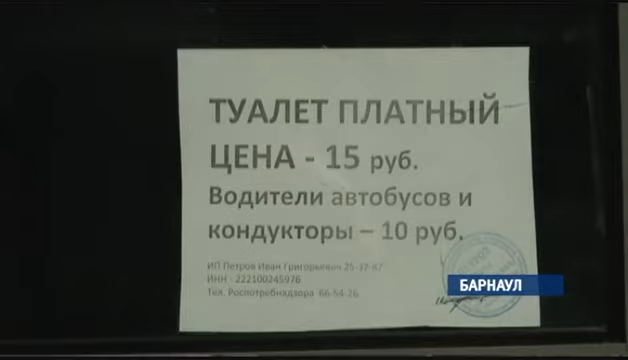 ТУАЛЕТ ПЛАТНЫЙ
ЦЕНА - 15 руб.
Водители автобусов и
кондукторы – 10 руб.
ИП Петров Иван Григорьевич 25-37-87
ИНН - 222100245976
Тел. Роспотребнадзора 66-54-26
БАРНАУЛ